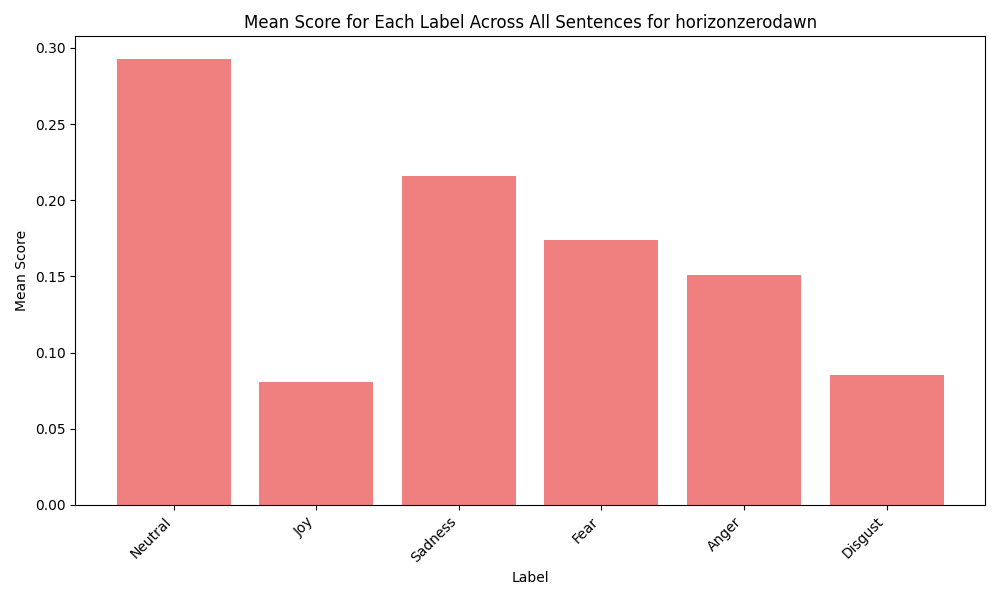 Mean Score for Each Label Across All Sentences for horizonzerodawn
0.30
0.25
0.20
0.15
0.10
0.05
0.00
Mean Score
Neutral
Joy
Sadness
Fear
Anger
Disgust
Label